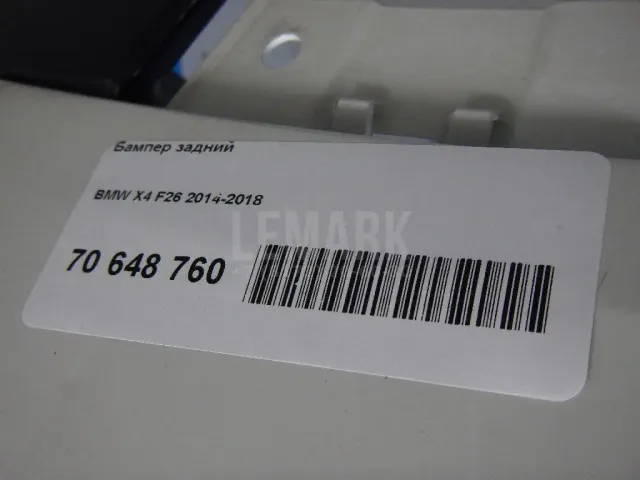 Бампер задний
BMW X4 F26 2014-2018
LEMARK
70 648 760